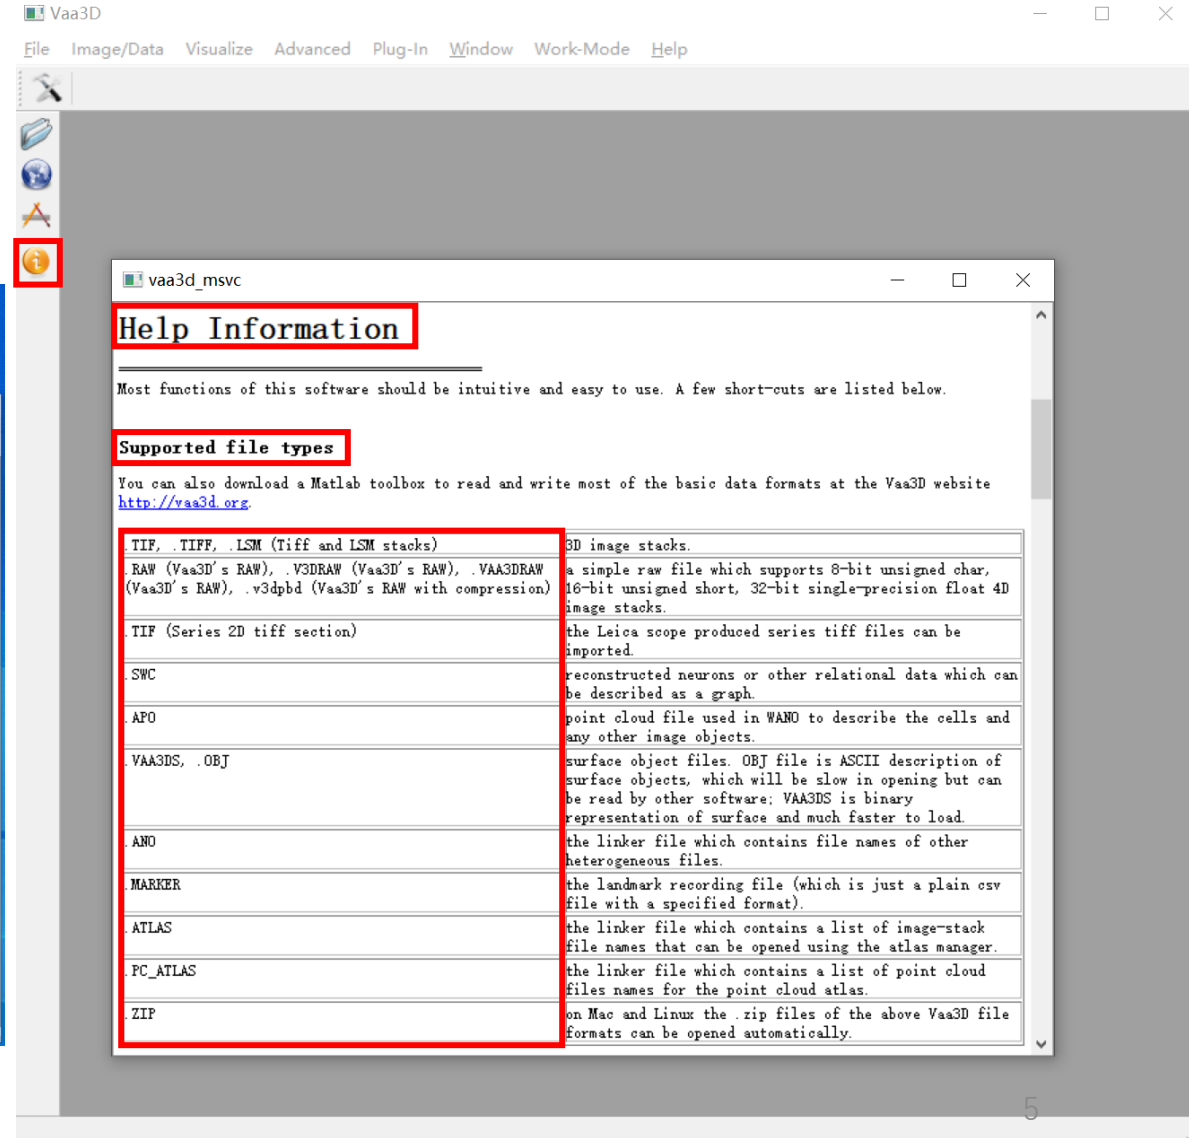 Vaa3D
File Image/Data Visualize Advanced Plug-In Window Work-Mode Help
vaa3d_msvc
Help Information
Most functions of this software should be intuitive and easy to use. A few short-cuts are listed below.
Supported file types
You can also download a Matlab toolbox to read and write most of the basic data formats at the Vaa3D website
http://vaa3d.org.
.TIF, .TIFF, .LSM (Tiff and LSM stacks)
3D image stacks.
.RAW (Vaa3D's RAW), .V3DRAW (Vaa3D's RAW), .VAA3DRAW
(Vaa3D's RAW), .v3dpbd (Vaa3D's RAW with compression)
a simple raw file which supports 8-bit unsigned char,
16-bit unsigned short, 32-bit single-precision float 4D
image stacks.
.TIF (Series 2D tiff section)
the Leica scope produced series tiff files can be
imported.
.SWC
reconstructed neurons or other relational data which can
be described as a graph.
.APO
point cloud file used in WANO to describe the cells and
any other image objects.
.VAA3DS, .OBJ
surface object files. OBJ file is ASCII description of
surface objects, which will be slow in opening but can
be read by other software; VAA3DS is binary
representation of surface and much faster to load.
.ANO
the linker file which contains file names of other
heterogeneous files.
.MARKER
the landmark recording file (which is just a plain csv
file with a specified format).
.ATLAS
the linker file which contains a list of image-stack
file names that can be opened using the atlas manager.
.PC_ATLAS
the linker file which contains a list of point cloud
files names for the point cloud atlas.
.ZIP
on Mac and Linux the .zip files of the above Vaa3D file
formats can be opened automatically.
5